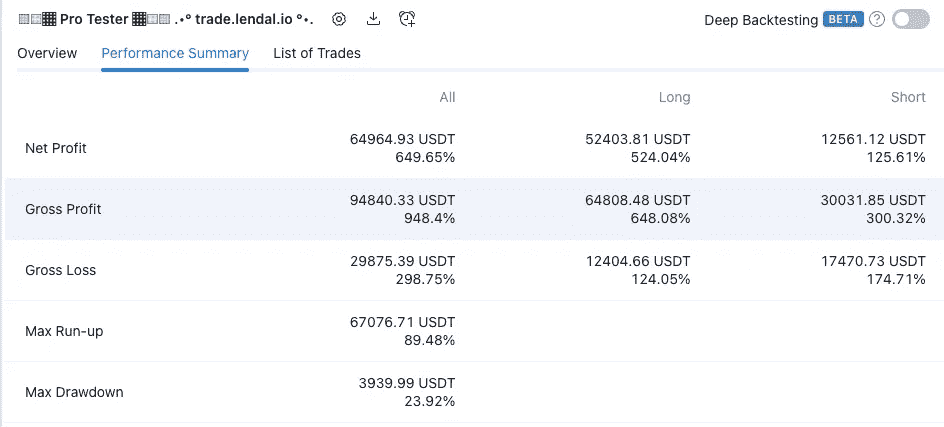 Pro Tester .•° trade.lendal.io °•.
Deep Backtesting BETA ?
Overview Performance Summary List of Trades
All Long Short
Net Profit 64964.93 USDT 52403.81 USDT 12561.12 USDT
649.65% 524.04% 125.61%
Gross Profit 94840.33 USDT 64808.48 USDT 30031.85 USDT
948.4% 648.08% 300.32%
Gross Loss 29875.39 USDT 12404.66 USDT 17470.73 USDT
298.75% 124.05% 174.71%
Max Run-up 67076.71 USDT
89.48%
Max Drawdown 3939.99 USDT
23.92%